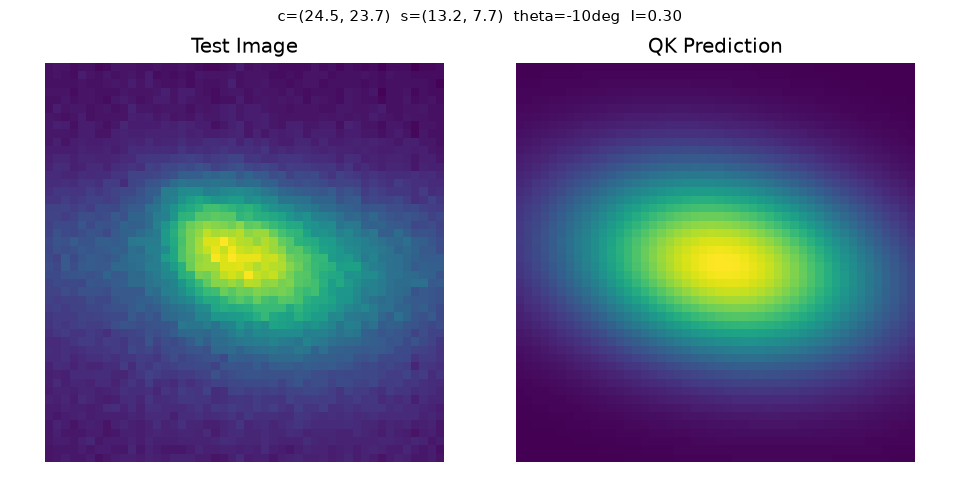 c=(24.5, 23.7)  s=(13.2, 7.7)  theta=-10deg  I=0.30
Test Image
QK Prediction